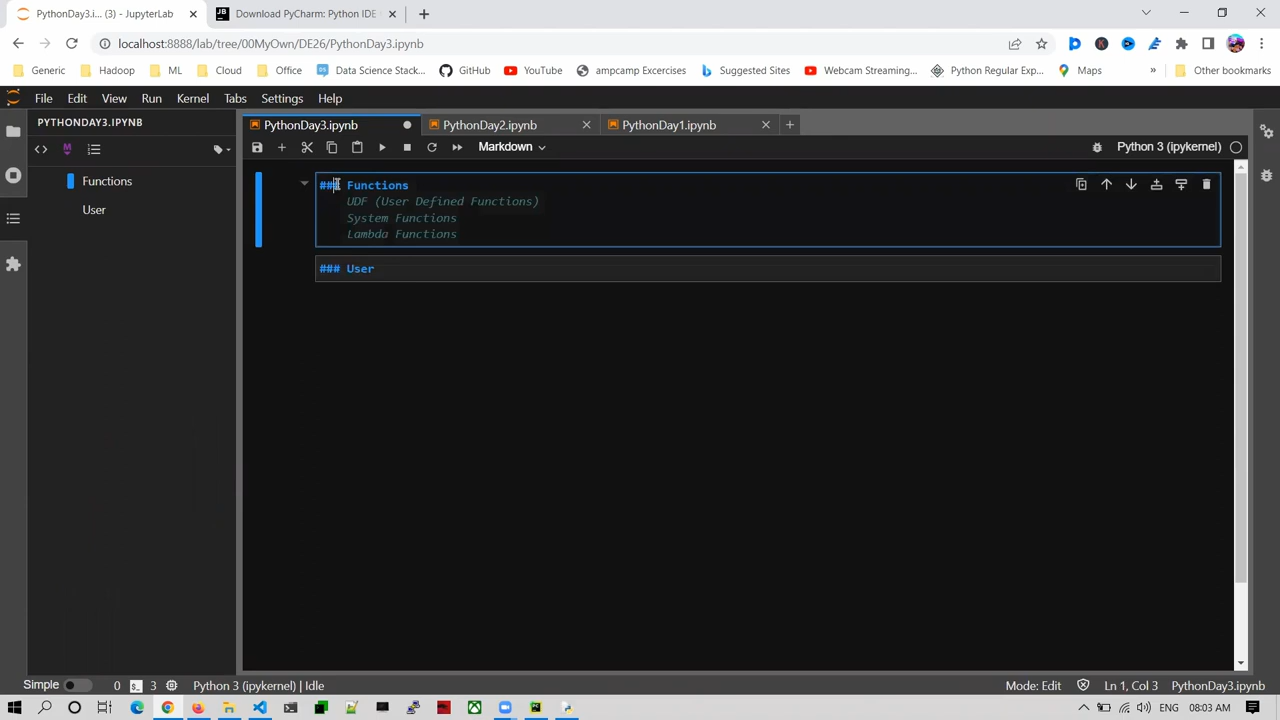 PythonDay3.i... (3) - JupyterLab
Download PyCharm: Python IDE
localhost:8888/lab/tree/00MyOwn/DE26/PythonDay3.ipynb
Generic Hadoop ML Cloud Office Data Science Stack... GitHub YouTube ampcamp Excercises Suggested Sites Webcam Streaming... Python Regular Exp... Maps » Other bookmarks
File Edit View Run Kernel Tabs Settings Help
PYTHONDAY3.IPYNB
PythonDay3.ipynb PythonDay2.ipynb PythonDay1.ipynb
Markdown Python 3 (ipykernel)
Functions
User
### Functions
UDF (User Defined Functions)
System Functions
Lambda Functions
### User
Simple 0 3 Python 3 (ipykernel) | Idle Mode: Edit Ln 1, Col 3 PythonDay3.ipynb
ENG 08:03 AM